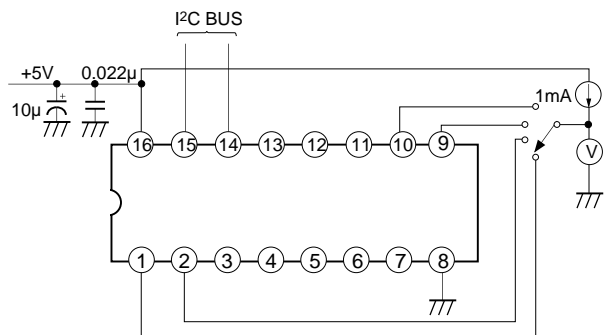 I²C BUS
+5V 0.022μ
+
10μ
1mA
16 15 14 13 12 11 10 9
V
1 2 3 4 5 6 7 8